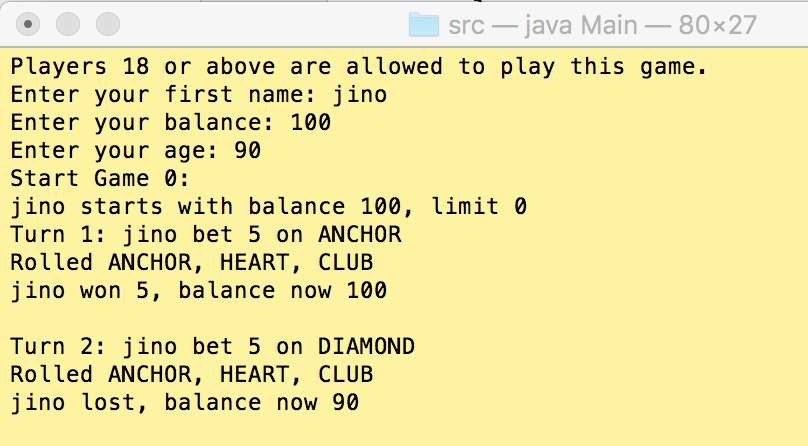 src — java Main — 80×27
Players 18 or above are allowed to play this game.
Enter your first name: jino
Enter your balance: 100
Enter your age: 90
Start Game 0:
jino starts with balance 100, limit 0
Turn 1: jino bet 5 on ANCHOR
Rolled ANCHOR, HEART, CLUB
jino won 5, balance now 100
Turn 2: jino bet 5 on DIAMOND
Rolled ANCHOR, HEART, CLUB
jino lost, balance now 90